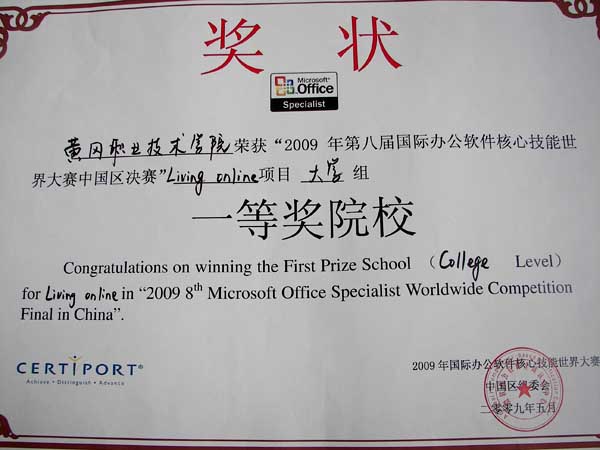 奖 状
Microsoft®
Office
Specialist
黄冈职业技术学院荣获“2009 年第八届国际办公软件核心技能世
界大赛中国区决赛”Living online项目 大学 组
一等奖院校
Congratulations on winning the First Prize School （College Level）
for Living online in “2009 8th Microsoft Office Specialist Worldwide Competition
Final in China”.
CERTIPORT®
Achieve • Distinguish • Advance
2009 年国际办公软件核心技能世界大赛
中国区组委会
二零零九年五月